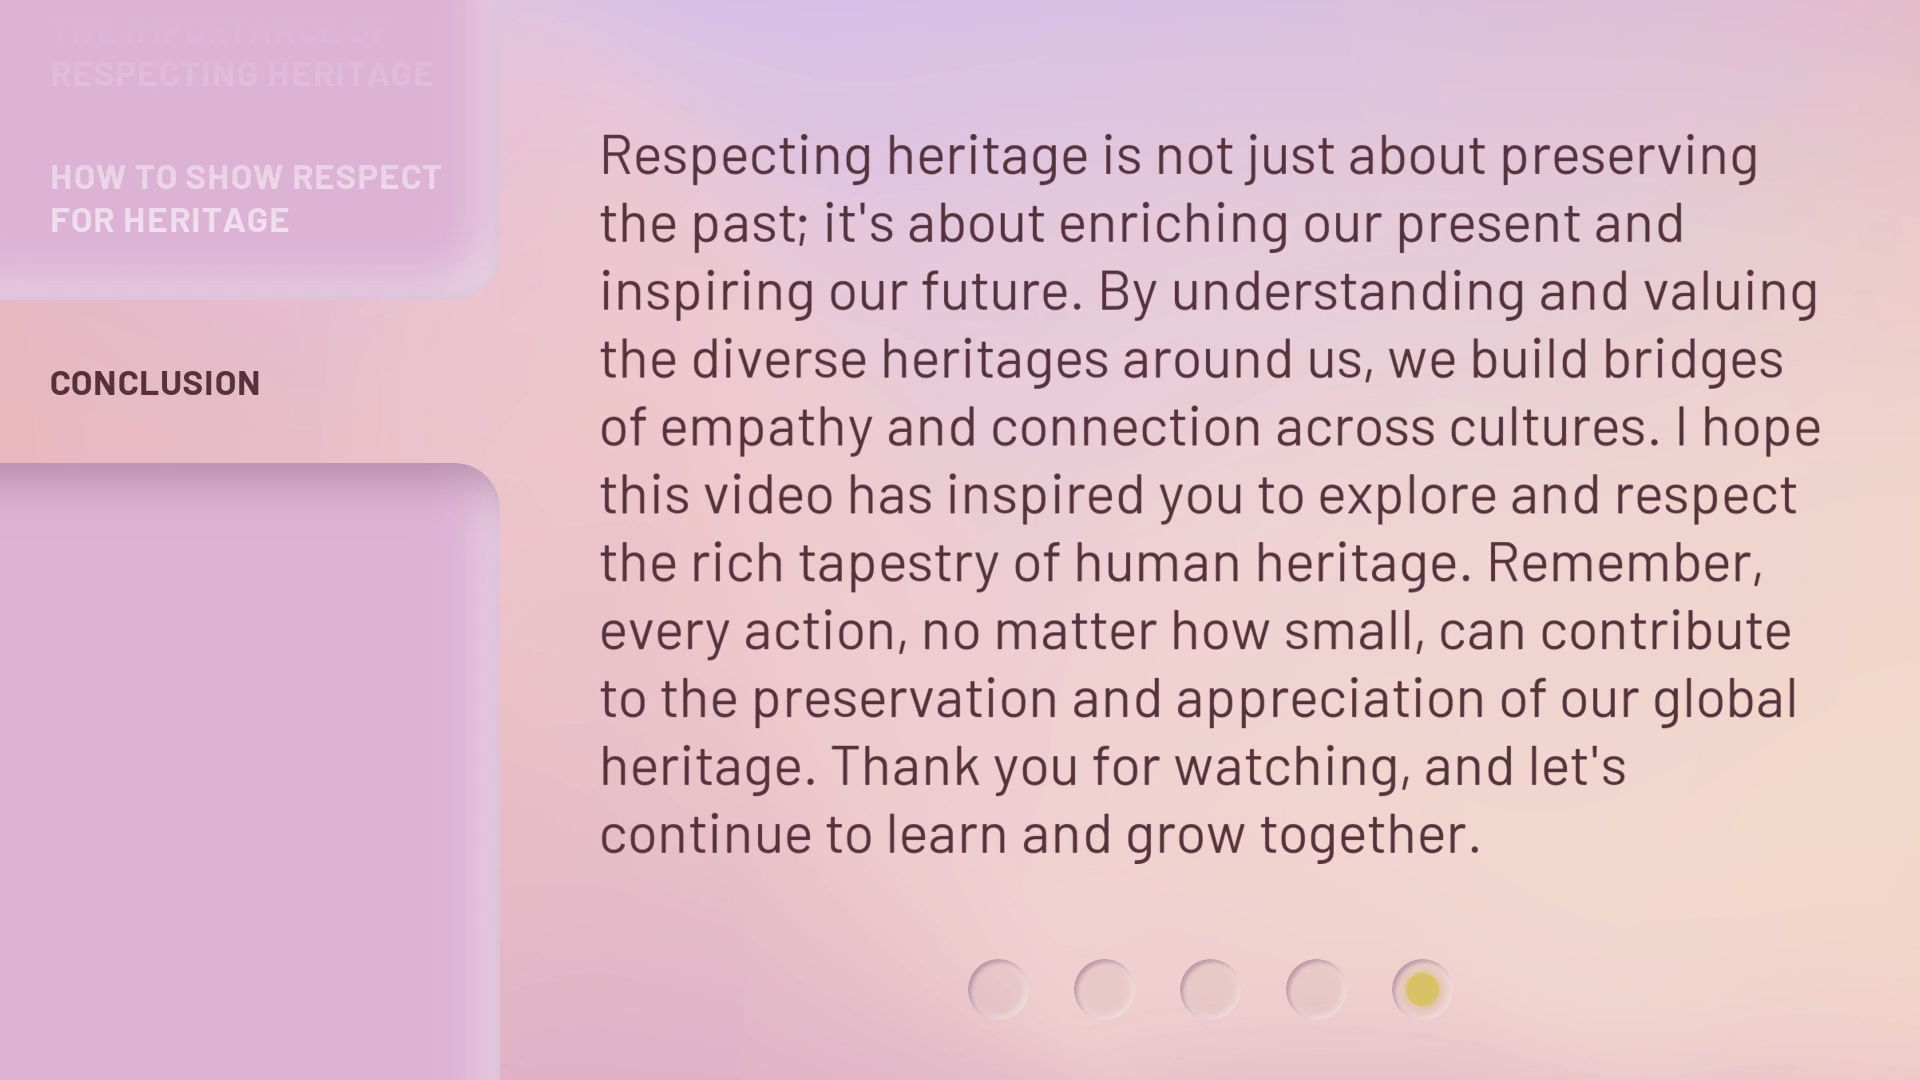 THE IMPORTANCE OF
RESPECTING HERITAGE
HOW TO SHOW RESPECT
FOR HERITAGE
CONCLUSION
Respecting heritage is not just about preserving
the past; it's about enriching our present and
inspiring our future. By understanding and valuing
the diverse heritages around us, we build bridges
of empathy and connection across cultures. I hope
this video has inspired you to explore and respect
the rich tapestry of human heritage. Remember,
every action, no matter how small, can contribute
to the preservation and appreciation of our global
heritage. Thank you for watching, and let's
continue to learn and grow together.